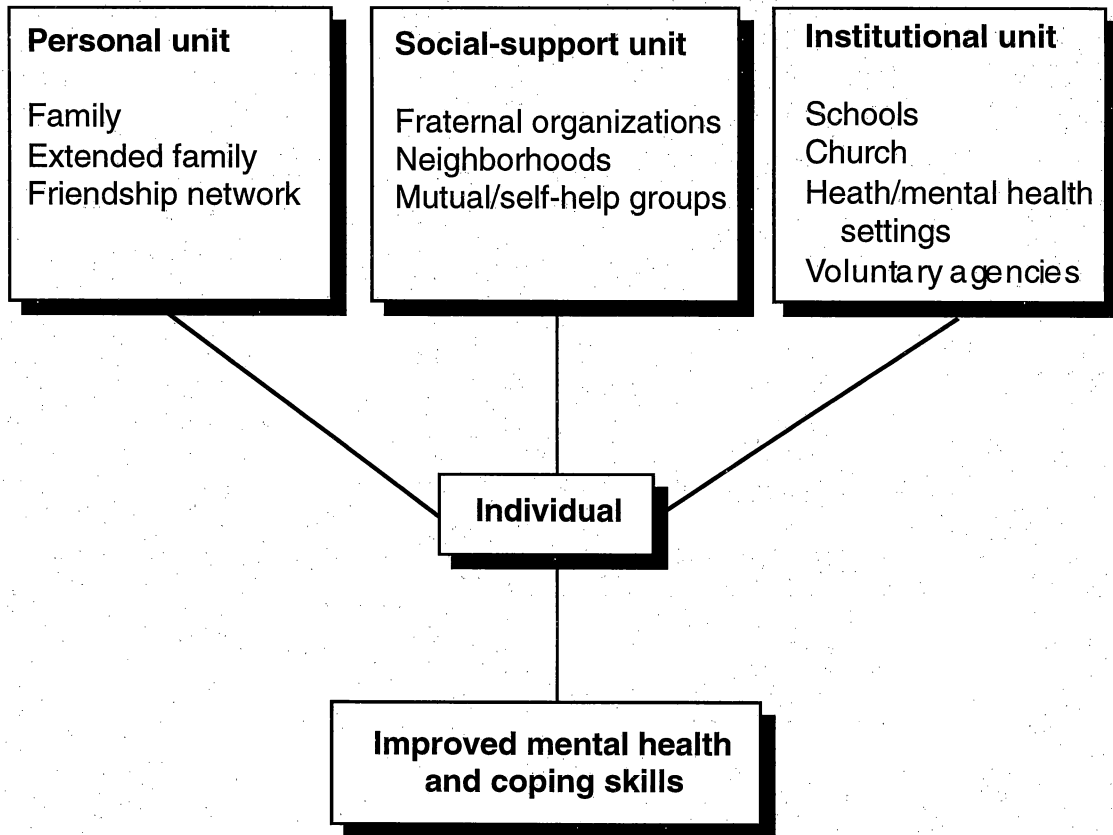 Personal unit
Family
Extended family
Friendship network
Social-support unit
Fraternal organizations
Neighborhoods
Mutual/self-help groups
Institutional unit
Schools
Church
Heath/mental health
settings
Voluntary agencies
Individual
Improved mental health
and coping skills